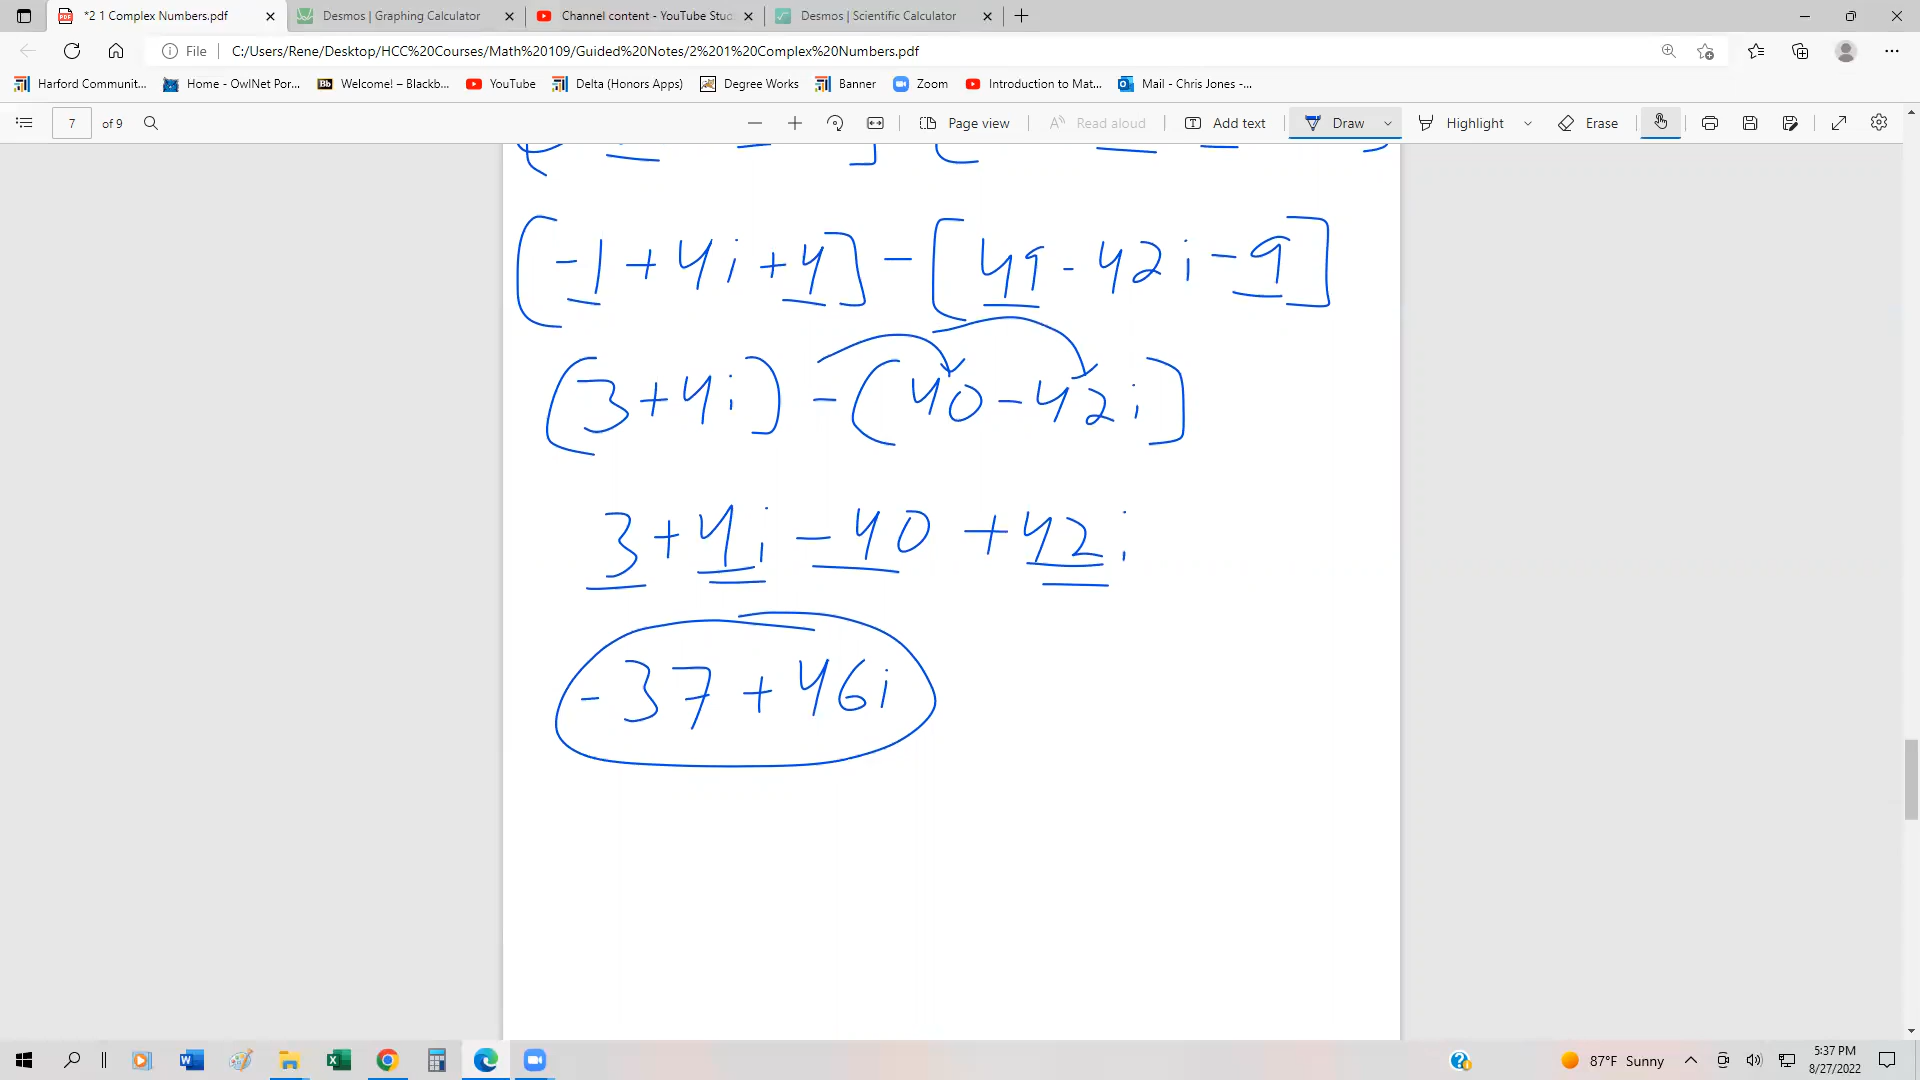 *2 1 Complex Numbers.pdf
Desmos | Graphing Calculator
Channel content - YouTube Stu
Desmos | Scientific Calculator
File
C:/Users/Rene/Desktop/HCC%20Courses/Math%20109/Guided%20Notes/2%201%20Complex%20Numbers.pdf
Harford Communit...
Home - OwlNet Por...
Bb Welcome! – Blackb...
YouTube
Delta (Honors Apps)
Degree Works
Banner
Zoom
Introduction to Mat...
Mail - Chris Jones -...
7 of 9
Page view
Read aloud
Add text
Draw
Highlight
Erase
[-1 + 4i + 4] - [49 - 42i - 9]
(3 + 4i) - (40 - 42i)
3 + 4i - 40 + 42i
-37 + 46i
87°F Sunny
5:37 PM
8/27/2022